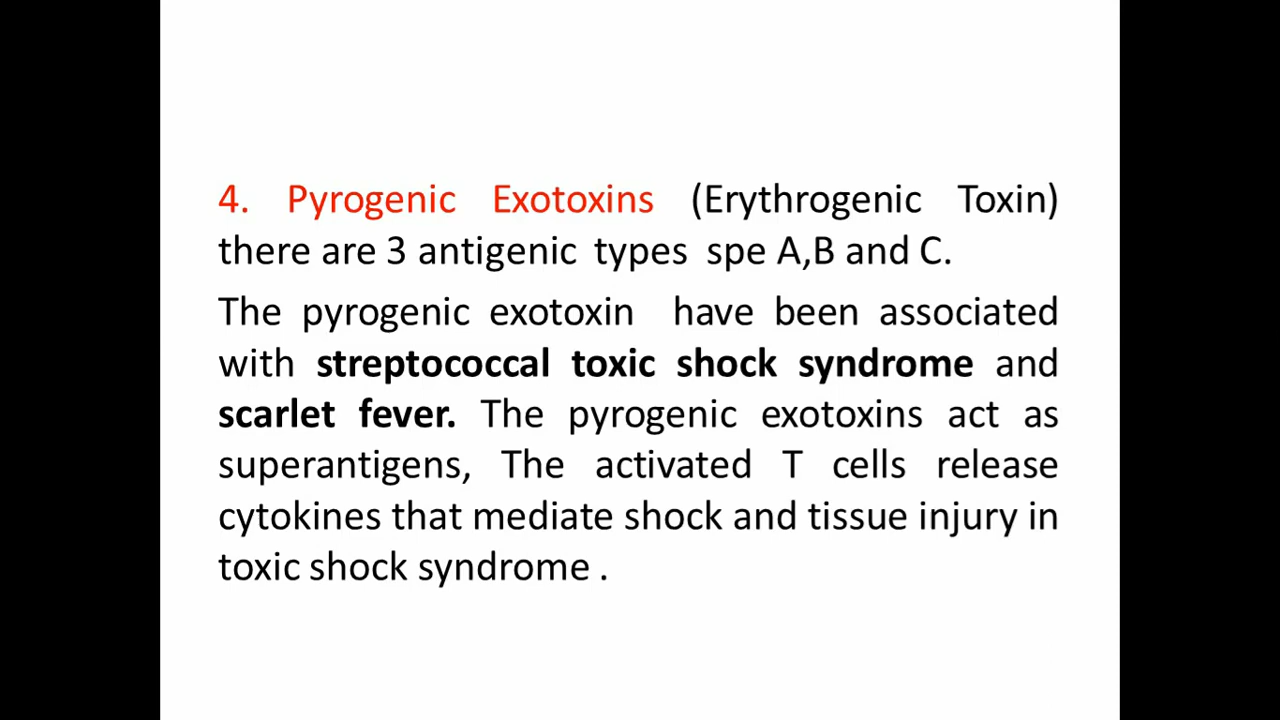 4. Pyrogenic Exotoxins (Erythrogenic Toxin)
there are 3 antigenic types spe A,B and C.
The pyrogenic exotoxin have been associated
with streptococcal toxic shock syndrome and
scarlet fever. The pyrogenic exotoxins act as
superantigens, The activated T cells release
cytokines that mediate shock and tissue injury in
toxic shock syndrome .